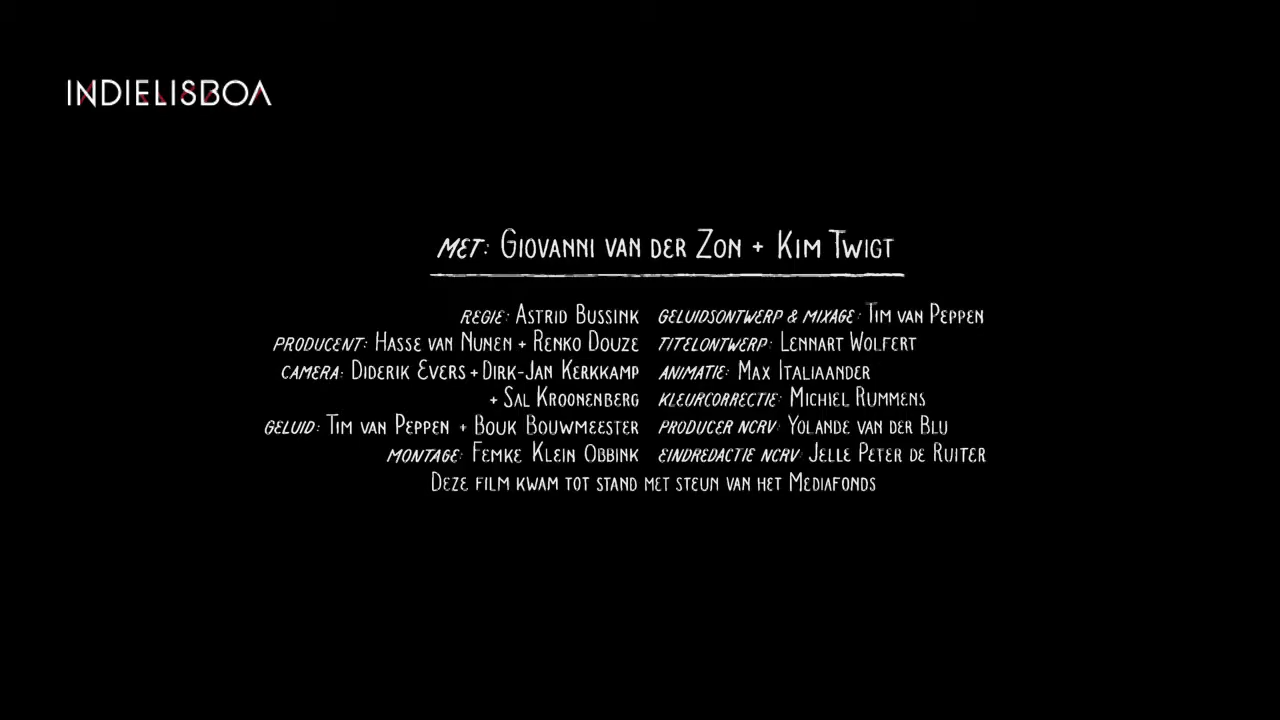 INDIELISBOA
MET: GIOVANNI VAN DER ZON + KIM TWIGT
REGIE: ASTRID BUSSINK
PRODUCENT: HASSE VAN NUNEN + RENKO DOUZE
CAMERA: DIDERIK EVERS + DIRK-JAN KERKKAMP
+ SAL KROONENBERG
GELUID: TIM VAN PEPPEN + BOUK BOUWMEESTER
MONTAGE: FEMKE KLEIN OBBINK
GELUIDSONTWERP & MIXAGE: TIM VAN PEPPEN
TITELONTWERP: LENNART WOLFERT
ANIMATIE: MAX ITALIAANDER
KLEURCORRECTIE: MICHIEL RUMMENS
PRODUCER NCRV: YOLANDE VAN DER BLU
EINDREDACTIE NCRV: JELLE PETER DE RUITER
DEZE FILM KWAM TOT STAND MET STEUN VAN HET MEDIAFONDS